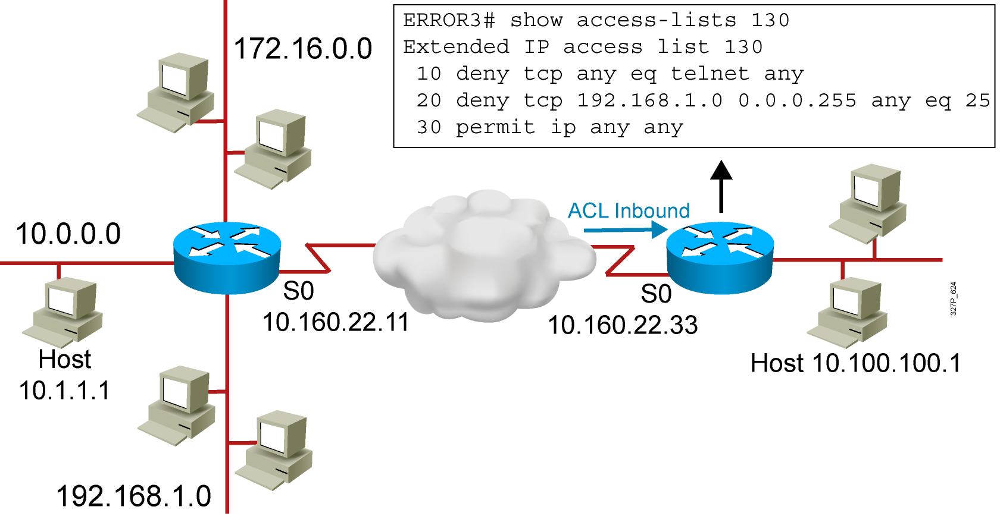 ERROR3# show access-lists 130
Extended IP access list 130
10 deny tcp any eq telnet any
20 deny tcp 192.168.1.0 0.0.0.255 any eq 25
30 permit ip any any
172.16.0.0
ACL Inbound
10.0.0.0
S0
10.160.22.11
S0
10.160.22.33
327P_624
Host
10.1.1.1
Host 10.100.100.1
192.168.1.0